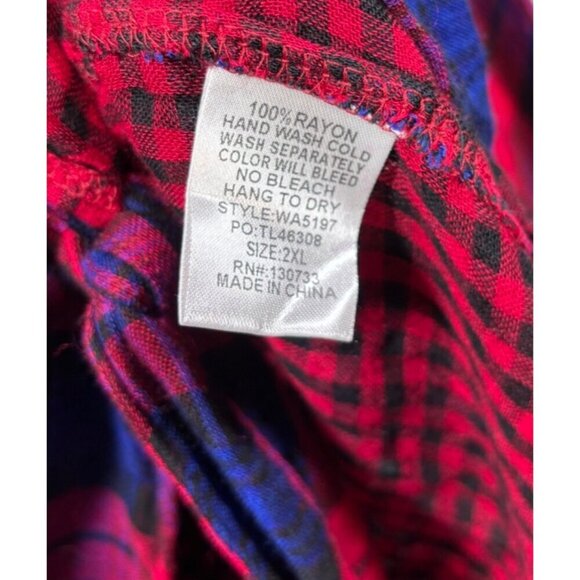 100% RAYON
HAND WASH COLD
WASH SEPARATELY
COLOR WILL BLEED
NO BLEACH
HANG TO DRY
STYLE:WA5197
PO:TL46308
SIZE:2XL
RN#:130733
MADE IN CHINA